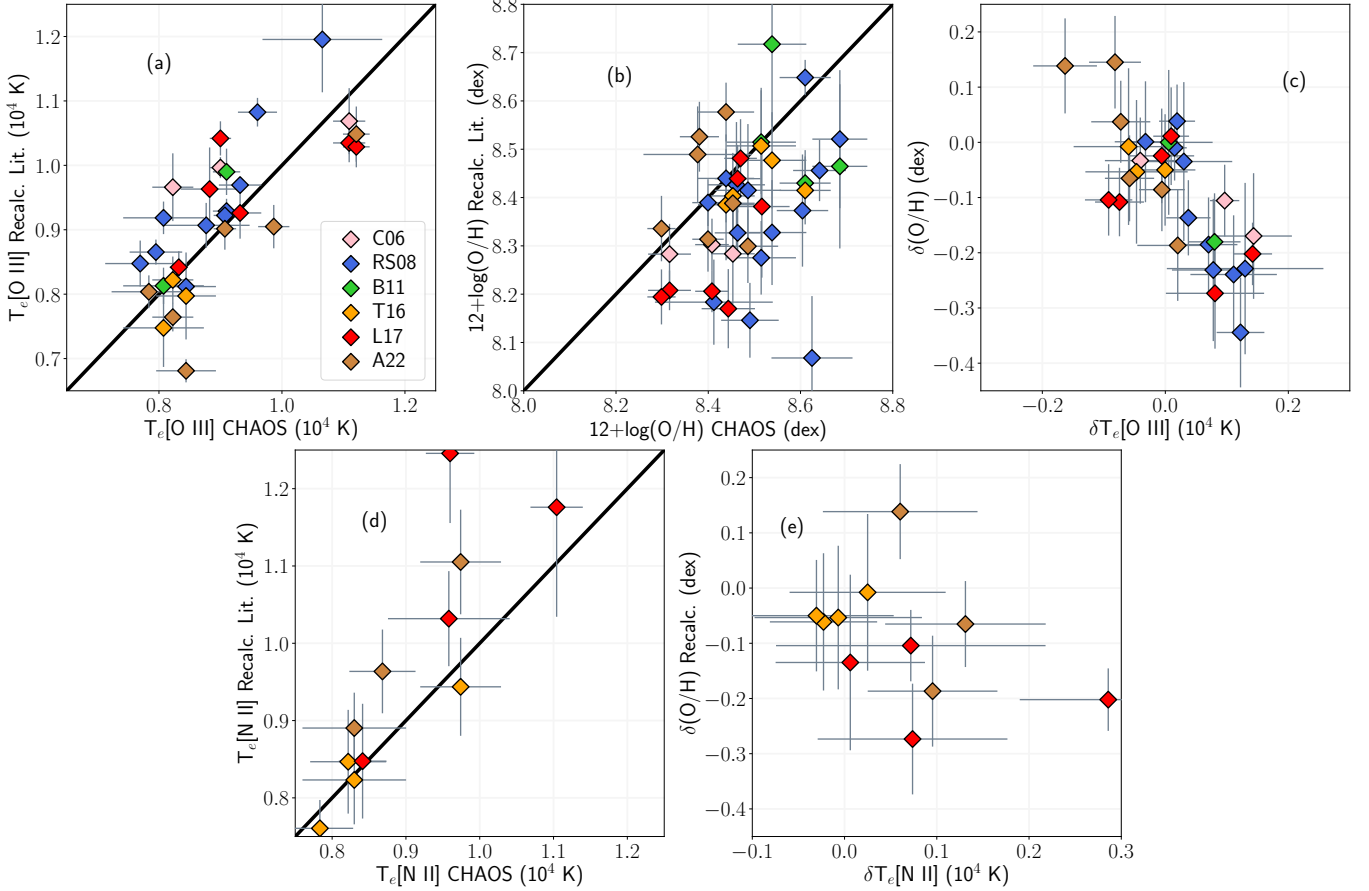 1.2
1.1
1.0
0.9
0.8
0.7
0.8
1.0
1.2
T_e[O III] Recalc. Lit. (10^4 K)
T_e[O III] CHAOS (10^4 K)
(a)
C06
RS08
B11
T16
L17
A22
8.8
8.7
8.6
8.5
8.4
8.3
8.2
8.1
8.0
8.0
8.2
8.4
8.6
8.8
12+log(O/H) Recalc. Lit. (dex)
12+log(O/H) CHAOS (dex)
(b)
0.2
0.1
0.0
−0.1
−0.2
−0.3
−0.4
−0.2
0.0
0.2
δ(O/H) (dex)
δT_e[O III] (10^4 K)
(c)
1.2
1.1
1.0
0.9
0.8
0.8
0.9
1.0
1.1
1.2
T_e[N II] Recalc. Lit. (10^4 K)
T_e[N II] CHAOS (10^4 K)
(d)
0.2
0.1
0.0
−0.1
−0.2
−0.3
−0.4
−0.1
0.0
0.1
0.2
0.3
δ(O/H) Recalc. (dex)
δT_e[N II] (10^4 K)
(e)